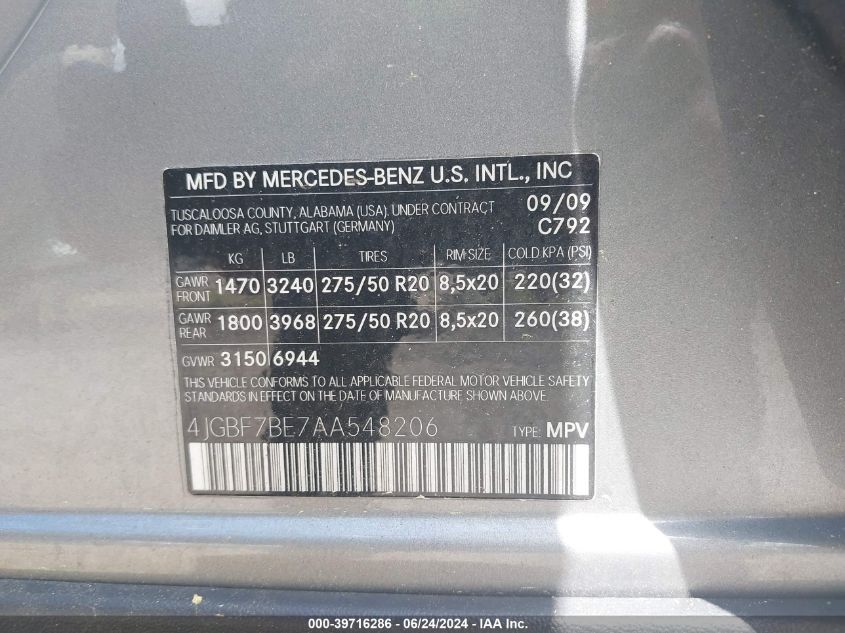 MFD BY MERCEDES-BENZ U.S. INTL., INC
TUSCALOOSA COUNTY, ALABAMA (USA), UNDER CONTRACT 09/09
FOR DAIMLER AG, STUTTGART (GERMANY) C792
KG LB TIRES RIM SIZE COLD.KPA (PSI)
GAWR FRONT 1470 3240 275/50 R20 8,5x20 220(32)
GAWR REAR 1800 3968 275/50 R20 8,5x20 260(38)
GVWR 3150 6944
THIS VEHICLE CONFORMS TO ALL APPLICABLE FEDERAL MOTOR VEHICLE SAFETY
STANDARDS IN EFFECT ON THE DATE OF MANUFACTURE SHOWN ABOVE.
4JGBF7BE7AA548206 TYPE: MPV
000-39716286 - 06/24/2024 - IAA Inc.